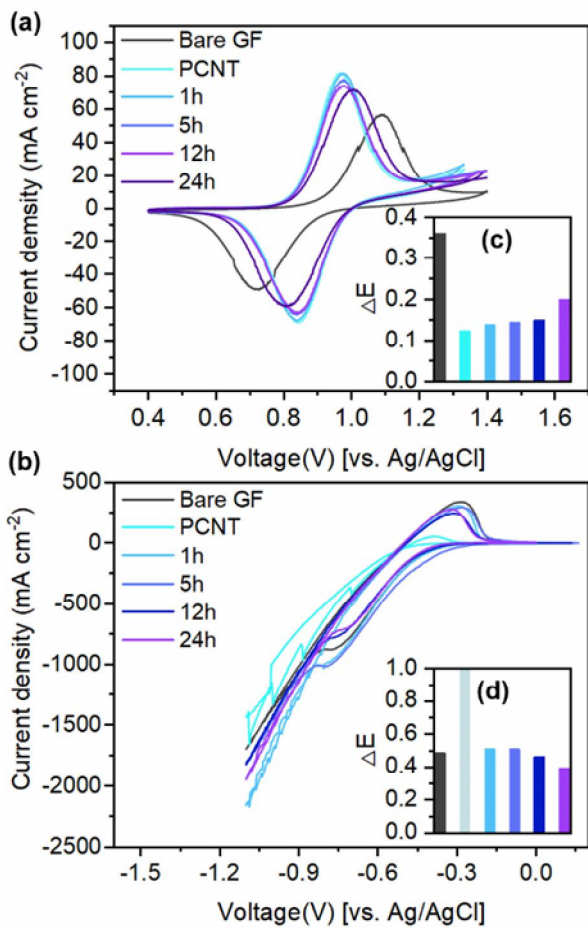 (a)
Bare GF
PCNT
1h
5h
12h
24h
Current demsity (mA cm-2)
100
80
60
40
20
0
-20
-40
-60
-80
-100
(c)
△E
0.4
0.3
0.2
0.1
0.0
0.4 0.6 0.8 1.0 1.2 1.4 1.6
Voltage(V) [vs. Ag/AgCl]
(b)
Bare GF
PCNT
1h
5h
12h
24h
Current density (mA cm-2)
500
0
-500
-1000
-1500
-2000
-2500
(d)
△E
1.0
0.8
0.6
0.4
0.2
0.0
-1.5 -1.2 -0.9 -0.6 -0.3 0.0
Voltage(V) [vs. Ag/AgCl]